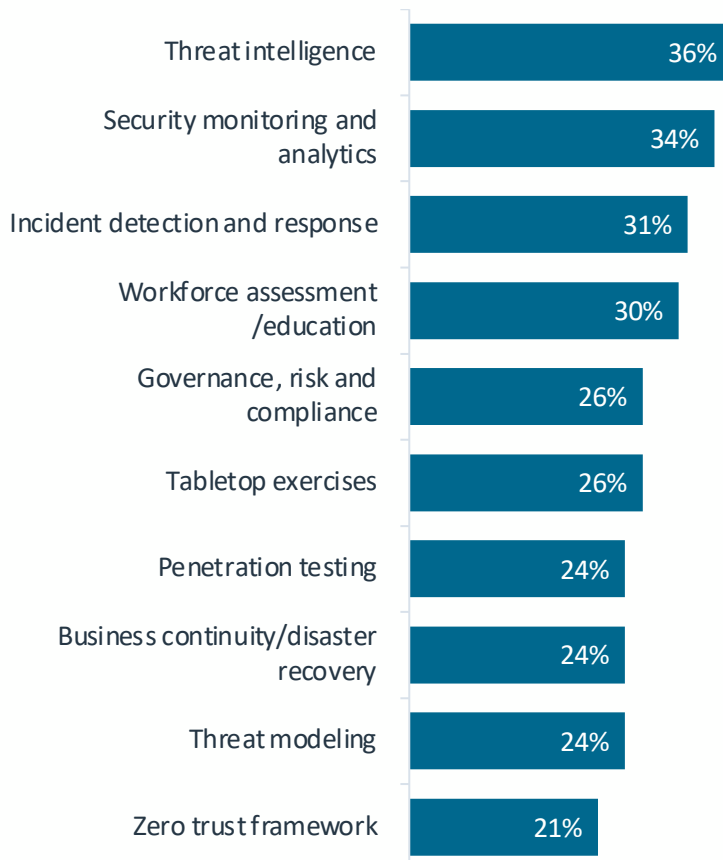 Threat intelligence
36%
Security monitoring and
analytics
34%
Incident detection and response
31%
Workforce assessment
/education
30%
Governance, risk and
compliance
26%
Tabletop exercises
26%
Penetration testing
24%
Business continuity/disaster
recovery
24%
Threat modeling
24%
Zero trust framework
21%